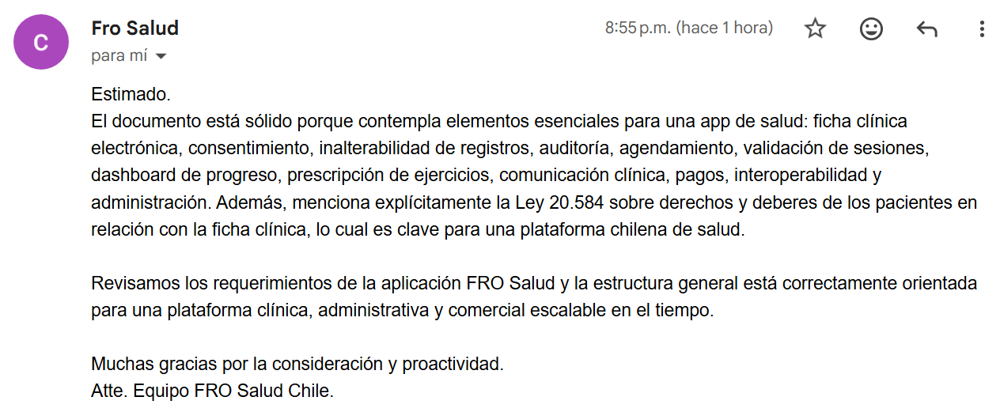 C
Fro Salud
8:55 p.m. (hace 1 hora)
para mí
Estimado.
El documento está sólido porque contempla elementos esenciales para una app de salud: ficha clínica
electrónica, consentimiento, inalterabilidad de registros, auditoría, agendamiento, validación de sesiones,
dashboard de progreso, prescripción de ejercicios, comunicación clínica, pagos, interoperabilidad y
administración. Además, menciona explícitamente la Ley 20.584 sobre derechos y deberes de los pacientes en
relación con la ficha clínica, lo cual es clave para una plataforma chilena de salud.
Revisamos los requerimientos de la aplicación FRO Salud y la estructura general está correctamente orientada
para una plataforma clínica, administrativa y comercial escalable en el tiempo.
Muchas gracias por la consideración y proactividad.
Atte. Equipo FRO Salud Chile.